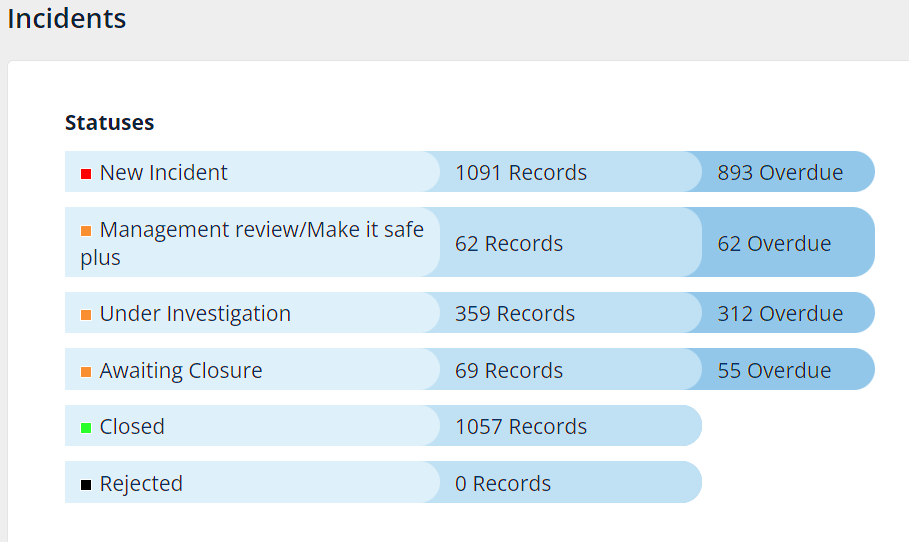 Incidents
Statuses
New Incident 1091 Records 893 Overdue
Management review/Make it safe
plus 62 Records 62 Overdue
Under Investigation 359 Records 312 Overdue
Awaiting Closure 69 Records 55 Overdue
Closed 1057 Records
Rejected 0 Records